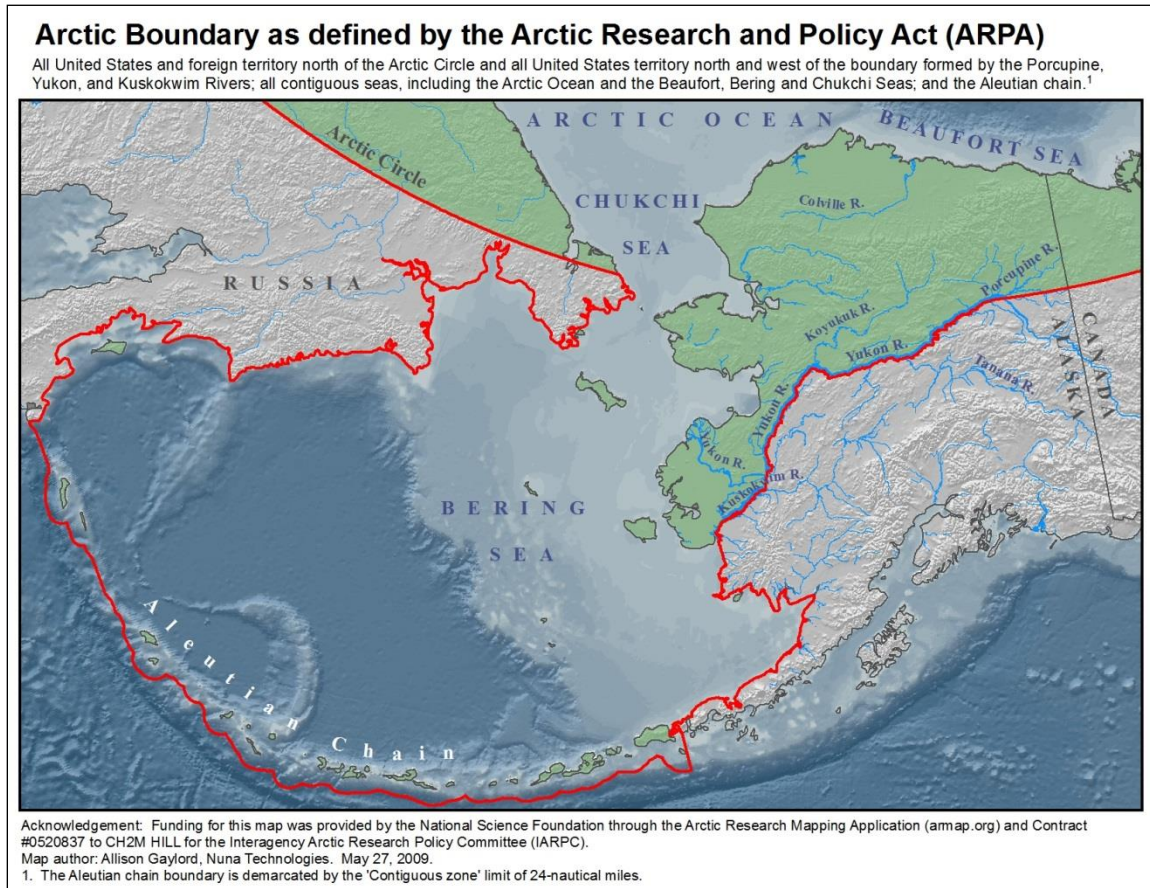 Arctic Boundary as defined by the Arctic Research and Policy Act (ARPA)
All United States and foreign territory north of the Arctic Circle and all United States territory north and west of the boundary formed by the Porcupine,
Yukon, and Kuskokwim Rivers; all contiguous seas, including the Arctic Ocean and the Beaufort, Bering and Chukchi Seas; and the Aleutian chain.¹
ARCTIC OCEAN
BEAUFORT SEA
Arctic Circle
CHUKCHI
SEA
Colville R.
RUSSIA
Porcupine R.
Koyukuk R.
Yukon R.
CANADA
ALASKA
Tanana R.
Yukon R.
Yukon R.
Kuskokwim R.
BERING
SEA
Aleutian Chain
Acknowledgement: Funding for this map was provided by the National Science Foundation through the Arctic Research Mapping Application (armap.org) and Contract
#0520837 to CH2M HILL for the Interagency Arctic Research Policy Committee (IARPC).
Map author: Allison Gaylord, Nuna Technologies. May 27, 2009.
1. The Aleutian chain boundary is demarcated by the 'Contiguous zone' limit of 24-nautical miles.